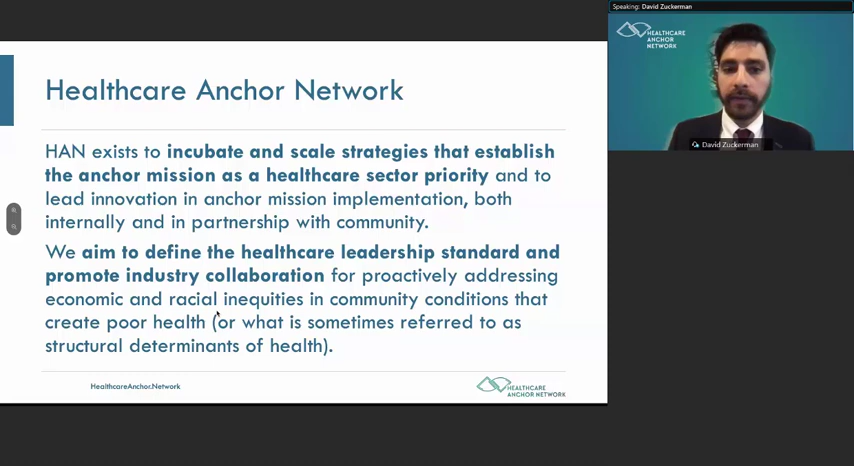 Speaking: David Zuckerman
HEALTHCARE
ANCHOR
NETWORK
David Zuckerman
Healthcare Anchor Network
HAN exists to incubate and scale strategies that establish
the anchor mission as a healthcare sector priority and to
lead innovation in anchor mission implementation, both
internally and in partnership with community.
We aim to define the healthcare leadership standard and
promote industry collaboration for proactively addressing
economic and racial inequities in community conditions that
create poor health (or what is sometimes referred to as
structural determinants of health).
HealthcareAnchor.Network
HEALTHCARE
ANCHOR NETWORK